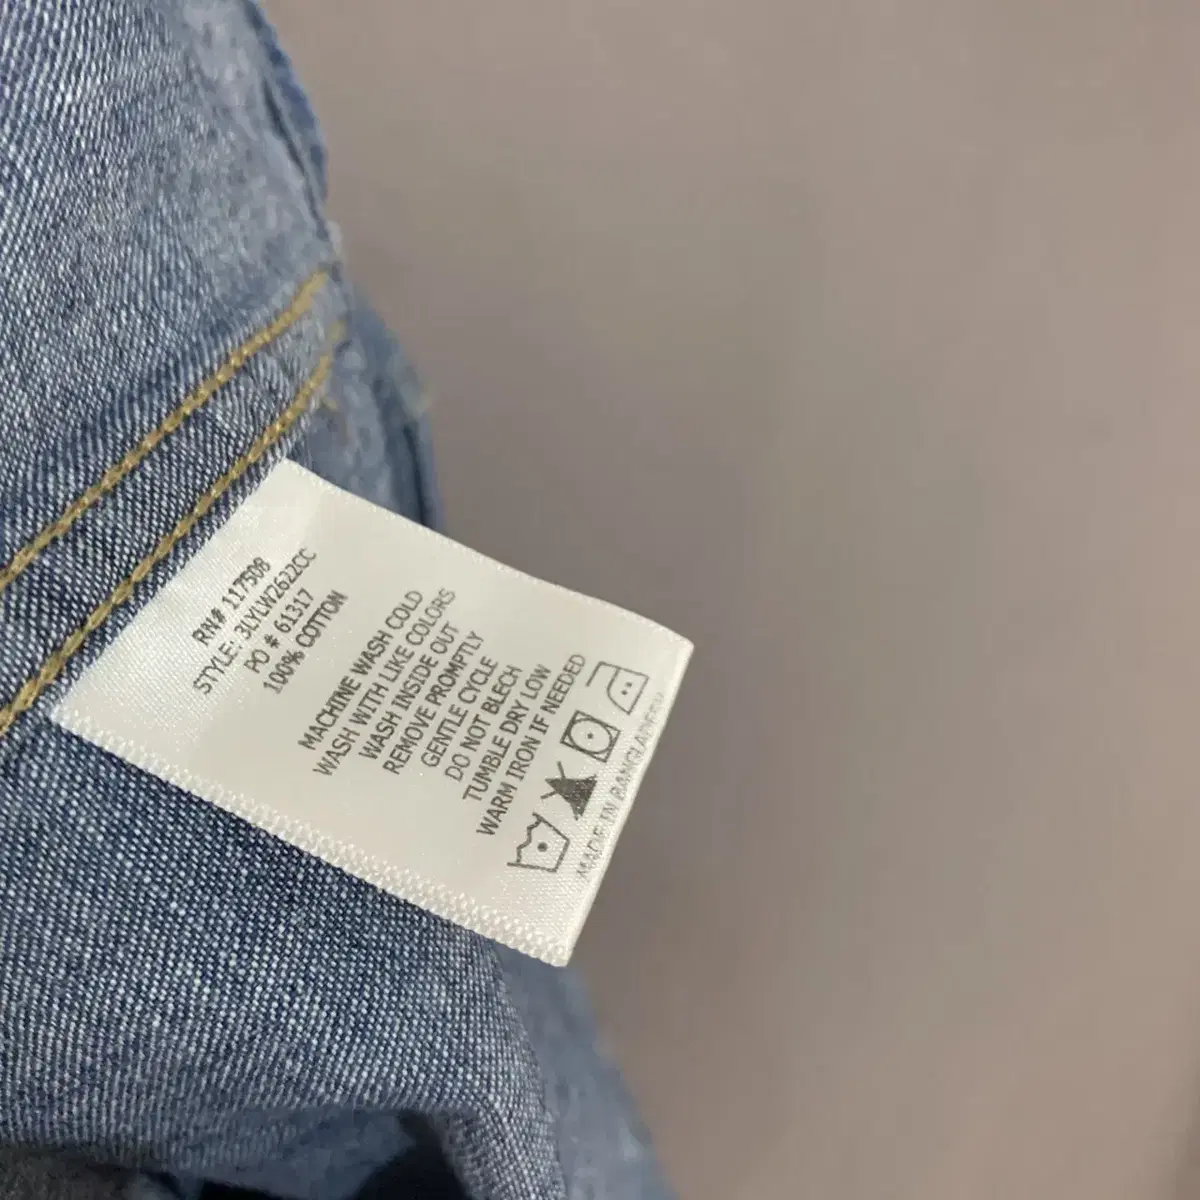 RN# 117508
STYLE: 3LYLW2622CC
PO # 61317
100% COTTON
MACHINE WASH COLD
WASH WITH LIKE COLORS
WASH INSIDE OUT
REMOVE PROMPTLY
GENTLE CYCLE
DO NOT BLECH
TUMBLE DRY LOW
WARM IRON IF NEEDED
MADE IN BANGLADESH